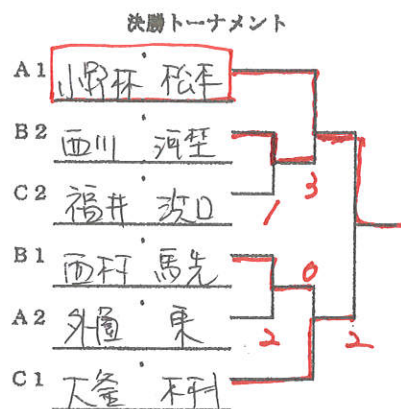 決勝トーナメント
A1 小野林・松平
B2 西川・河埜
C2 福井・浜口
3
1
B1 西村・馬先
0
A2 外園・東
2
2
C1 大釜・木村